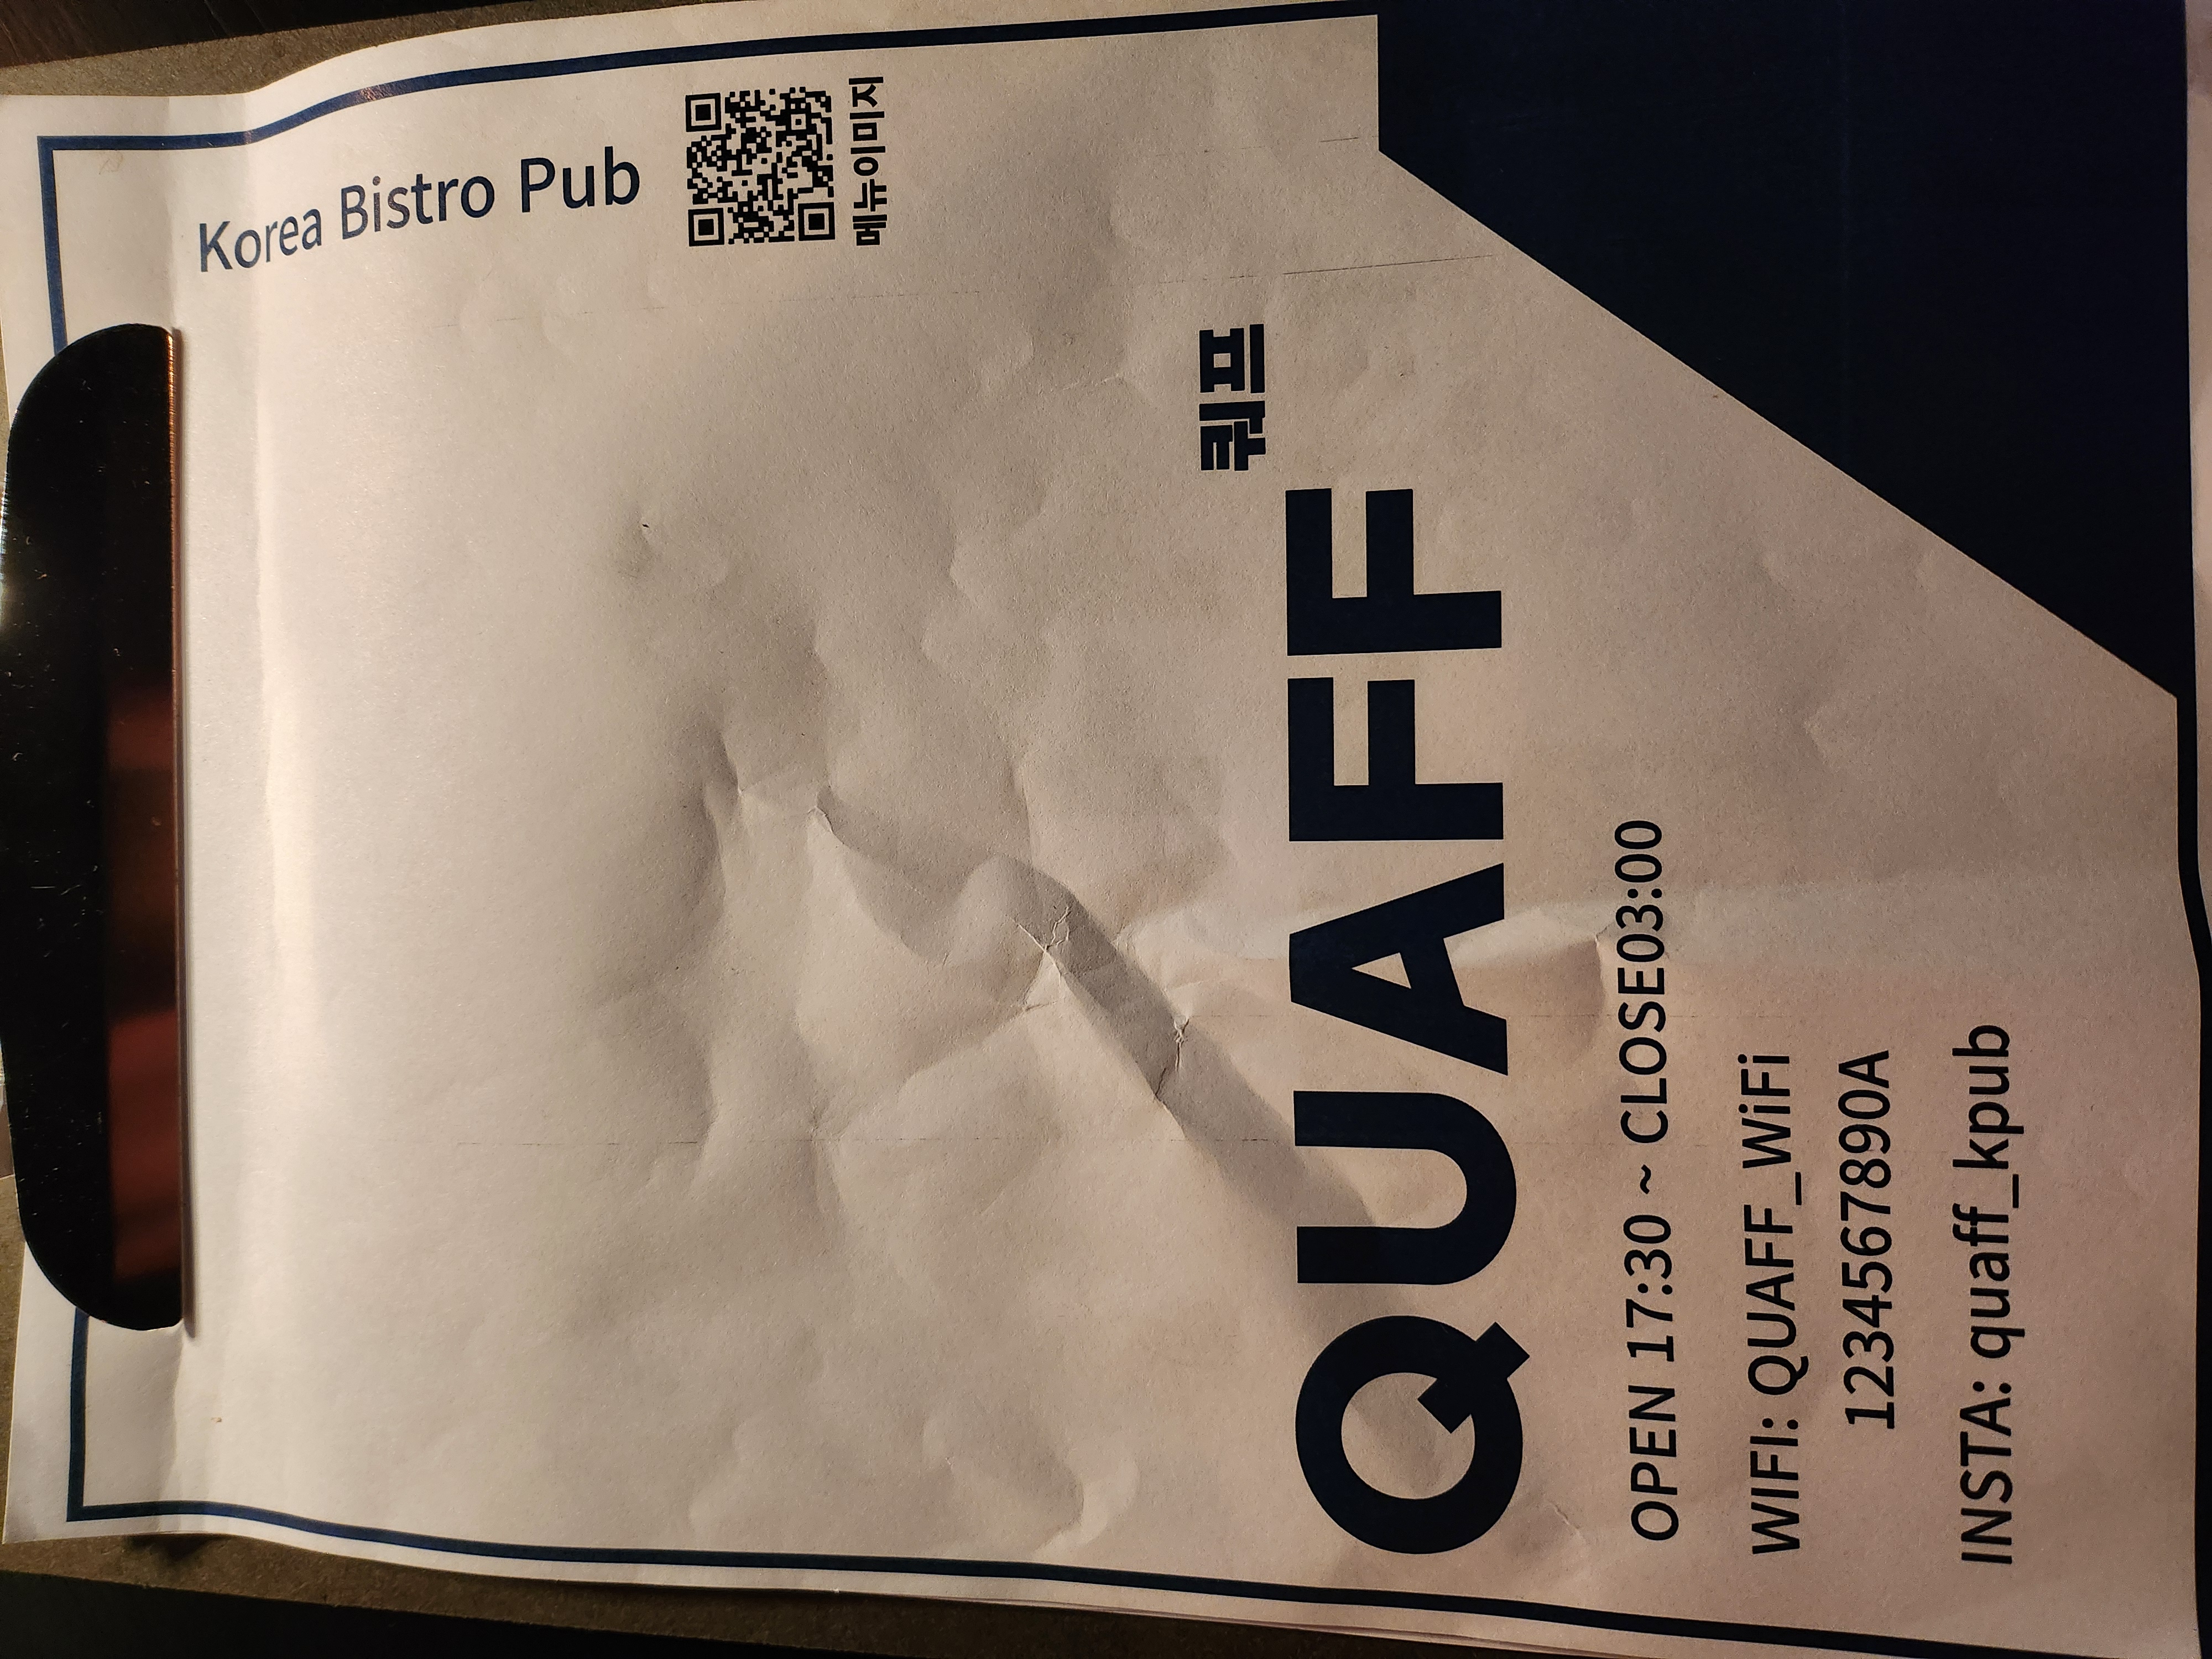 Korea Bistro Pub
메뉴이미지
쿼프
QUAFF
OPEN 17:30 ~ CLOSE03:00
WIFI: QUAFF_WiFi
1234567890A
INSTA: quaff_kpub